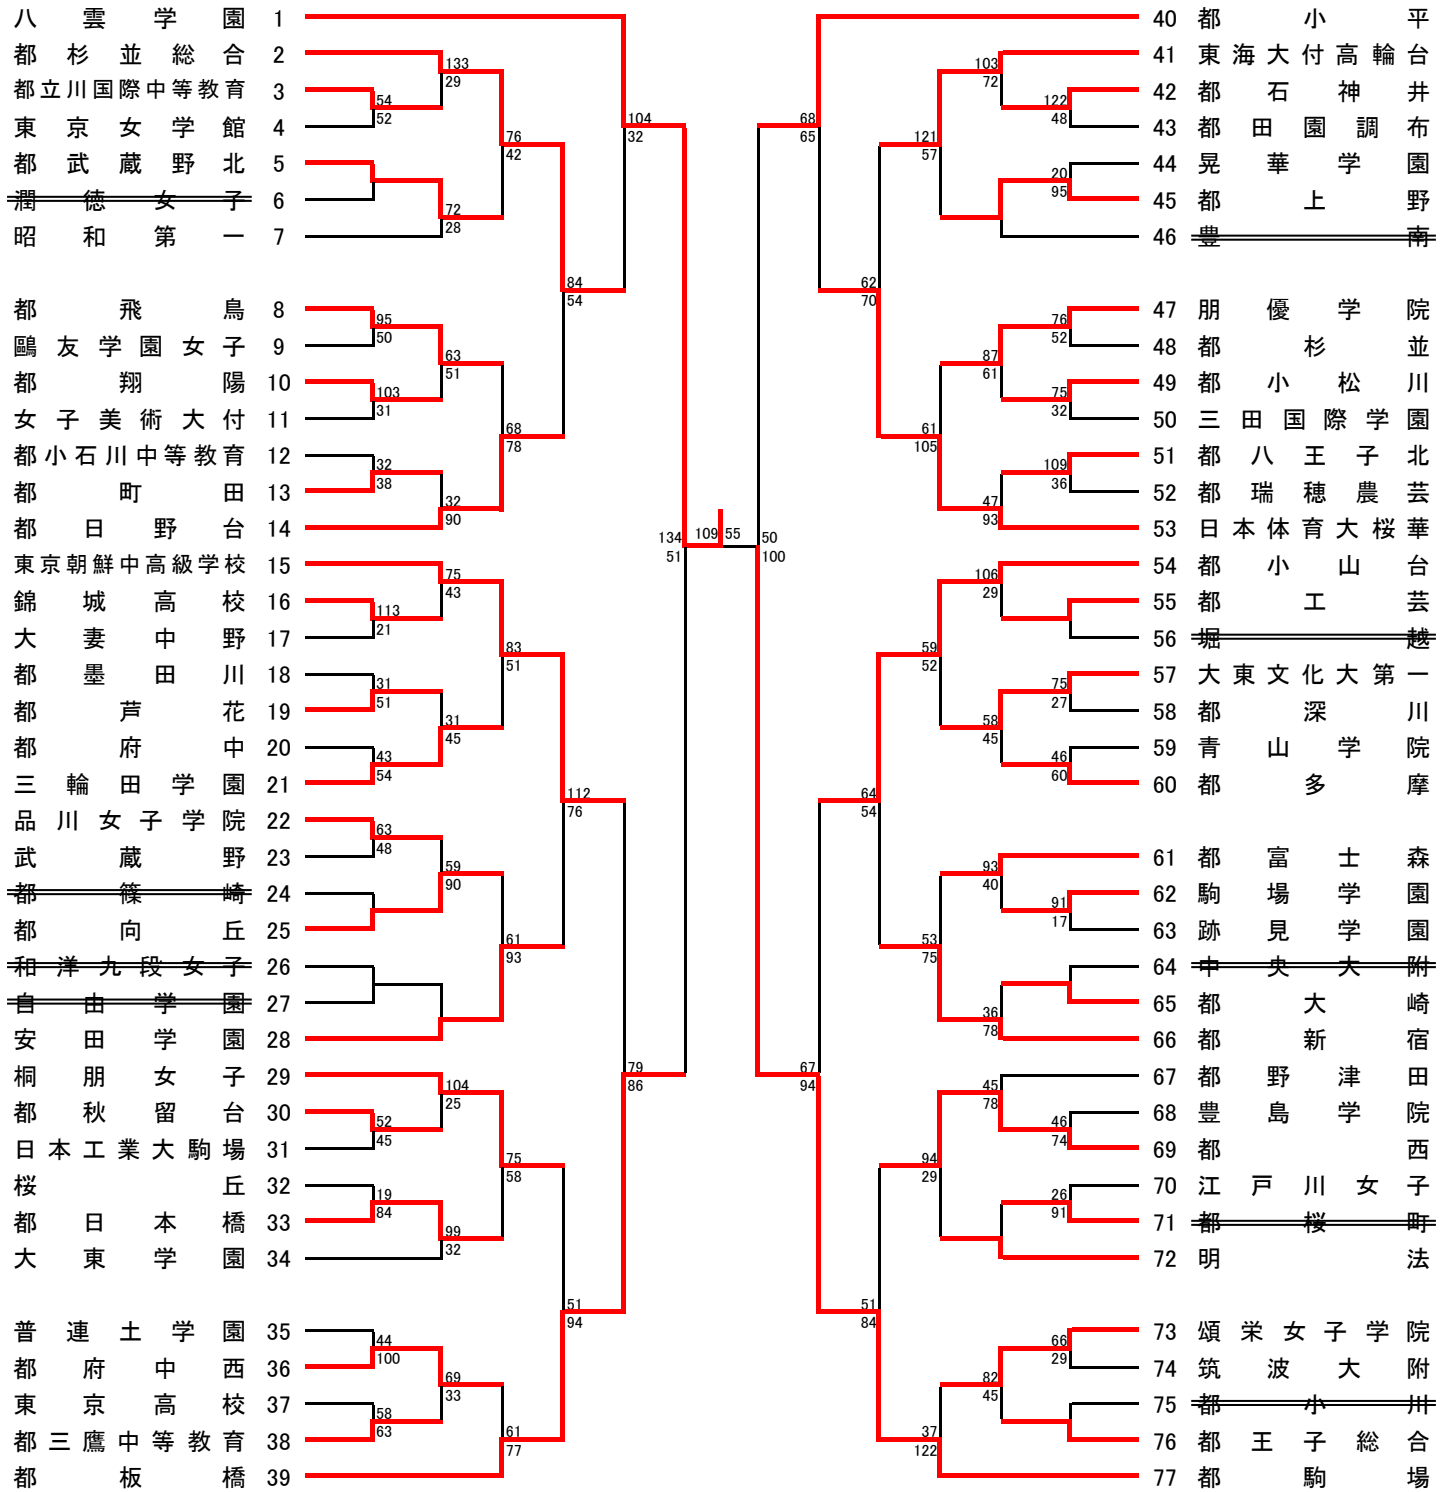 八雲学園 1
都杉並総合 2
都立川国際中等教育 3
東京女学館 4
都武蔵野北 5
潤徳女子 6
昭和第一 7
都飛鳥 8
鷗友学園女子 9
都翔陽 10
女子美術大付 11
都小石川中等教育 12
都町田 13
都日野台 14
東京朝鮮中高級学校 15
錦城高校 16
大妻中野 17
都墨田川 18
都芦花 19
都府中 20
三輪田学園 21
品川女子学院 22
武蔵野 23
都篠崎 24
都向丘 25
和洋九段女子 26
自由学園 27
安田学園 28
桐朋女子 29
都秋留台 30
日本工業大駒場 31
桜丘 32
都日本橋 33
大東学園 34
普連土学園 35
都府中西 36
東京高校 37
都三鷹中等教育 38
都板橋 39
54
52
95
50
103
31
32
38
113
21
31
51
43
54
63
48
52
45
19
84
44
100
58
63
133
29
72
28
63
51
32
90
75
43
31
45
59
90
104
25
99
32
69
33
76
42
68
78
83
51
61
93
75
58
61
77
84
54
112
76
51
94
104
32
79
86
134
51
109 55
50
100
68
65
67
94
62
70
64
54
51
84
121
57
61
105
59
52
53
75
94
29
37
122
103
72
87
61
47
93
106
29
58
45
93
40
36
78
45
78
82
45
122
48
20
95
76
52
75
32
109
36
75
27
46
60
91
17
46
74
26
91
66
29
40 都小平
41 東海大付高輪台
42 都石神井
43 都田園調布
44 晃華学園
45 都上野
46 豊南
47 朋優学院
48 都杉並
49 都小松川
50 三田国際学園
51 都八王子北
52 都瑞穂農芸
53 日本体育大桜華
54 都小山台
55 都工芸
56 堀越
57 大東文化大第一
58 都深川
59 青山学院
60 都多摩
61 都富士森
62 駒場学園
63 跡見学園
64 中央大附
65 都大崎
66 都新宿
67 都野津田
68 豊島学院
69 都西
70 江戸川女子
71 都桜町
72 明法
73 頌栄女子学院
74 筑波大附
75 都小川
76 都王子総合
77 都駒場